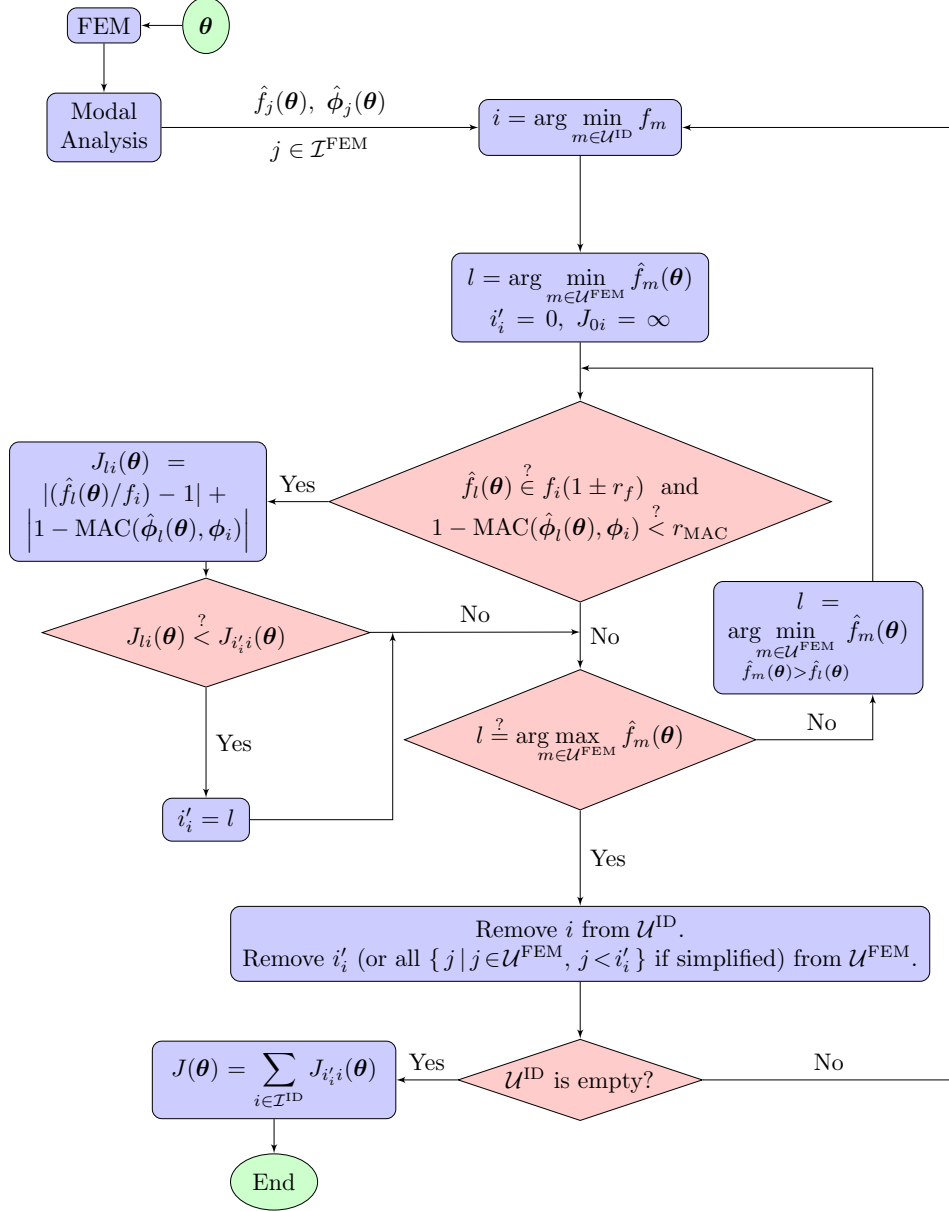 FEM
θ
Modal
Analysis
f̂_j(θ), ϕ̂_j(θ)
j ∈ ℐ^FEM
i = arg min_{m∈𝒰^ID} f_m
l = arg min_{m∈𝒰^FEM} f̂_m(θ)
i′_i = 0, J_{0i} = ∞
f̂_l(θ) ∈^? f_i(1 ± r_f) and
1 − MAC(ϕ̂_l(θ), ϕ_i) <^? r_MAC
Yes
J_{li}(θ) =
|(f̂_l(θ)/f_i) − 1| +
|1 − MAC(ϕ̂_l(θ), ϕ_i)|
J_{li}(θ) <^? J_{i′_i i}(θ)
No
No
l =
arg min_{m∈𝒰^FEM, f̂_m(θ)>f̂_l(θ)} f̂_m(θ)
Yes
l =^? arg max_{m∈𝒰^FEM} f̂_m(θ)
No
i′_i = l
Yes
Remove i from 𝒰^ID.
Remove i′_i (or all { j | j∈𝒰^FEM, j<i′_i } if simplified) from 𝒰^FEM.
J(θ) = ∑_{i∈ℐ^ID} J_{i′_i i}(θ)
Yes
𝒰^ID is empty?
No
End